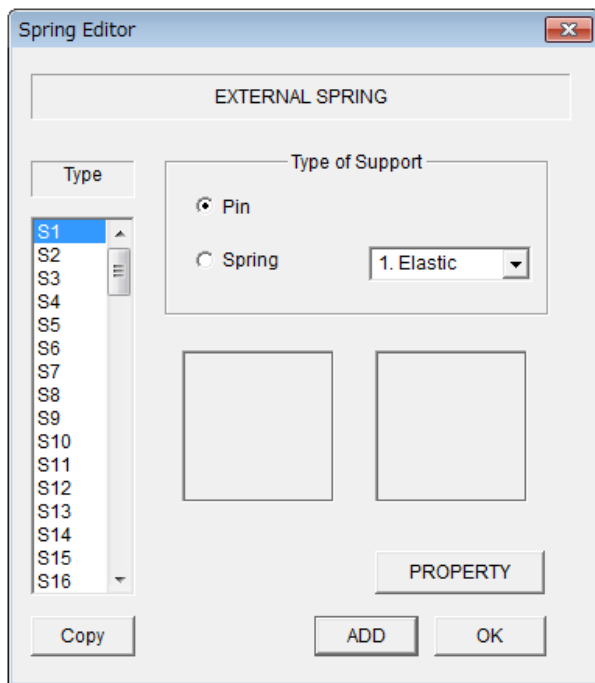 Spring Editor
EXTERNAL SPRING
Type
Type of Support
Pin
Spring
1. Elastic
S1
S2
S3
S4
S5
S6
S7
S8
S9
S10
S11
S12
S13
S14
S15
S16
PROPERTY
Copy
ADD
OK